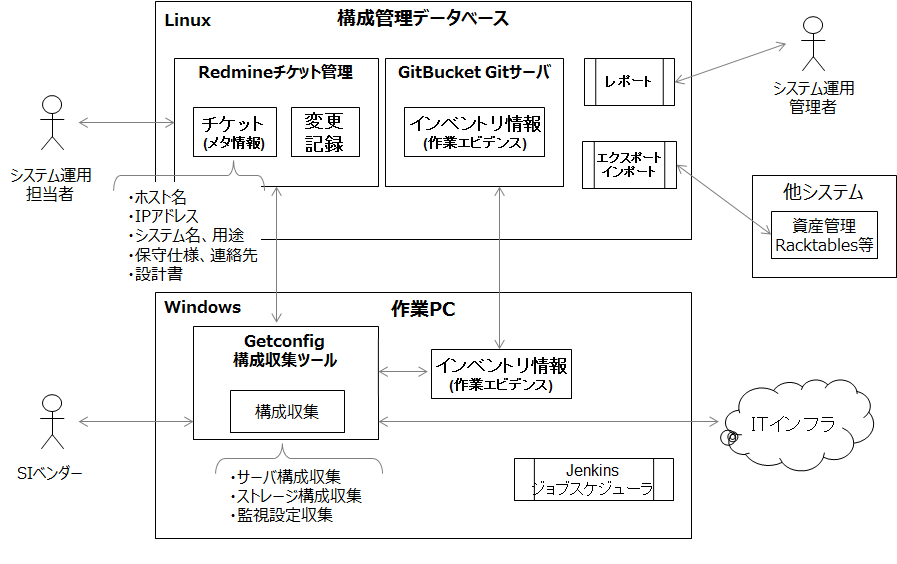 Linux
構成管理データベース
Redmineチケット管理
チケット
(メタ情報)
変更
記録
GitBucket Gitサーバ
インベントリ情報
(作業エビデンス)
レポート
エクスポート
インポート
システム運用
管理者
システム運用
担当者
・ホスト名
・IPアドレス
・システム名、用途
・保守仕様、連絡先
・設計書
他システム
資産管理
Racktables等
Windows
作業PC
Getconfig
構成収集ツール
構成収集
インベントリ情報
(作業エビデンス)
ITインフラ
SIベンダー
・サーバ構成収集
・ストレージ構成収集
・監視設定収集
Jenkins
ジョブスケジューラ